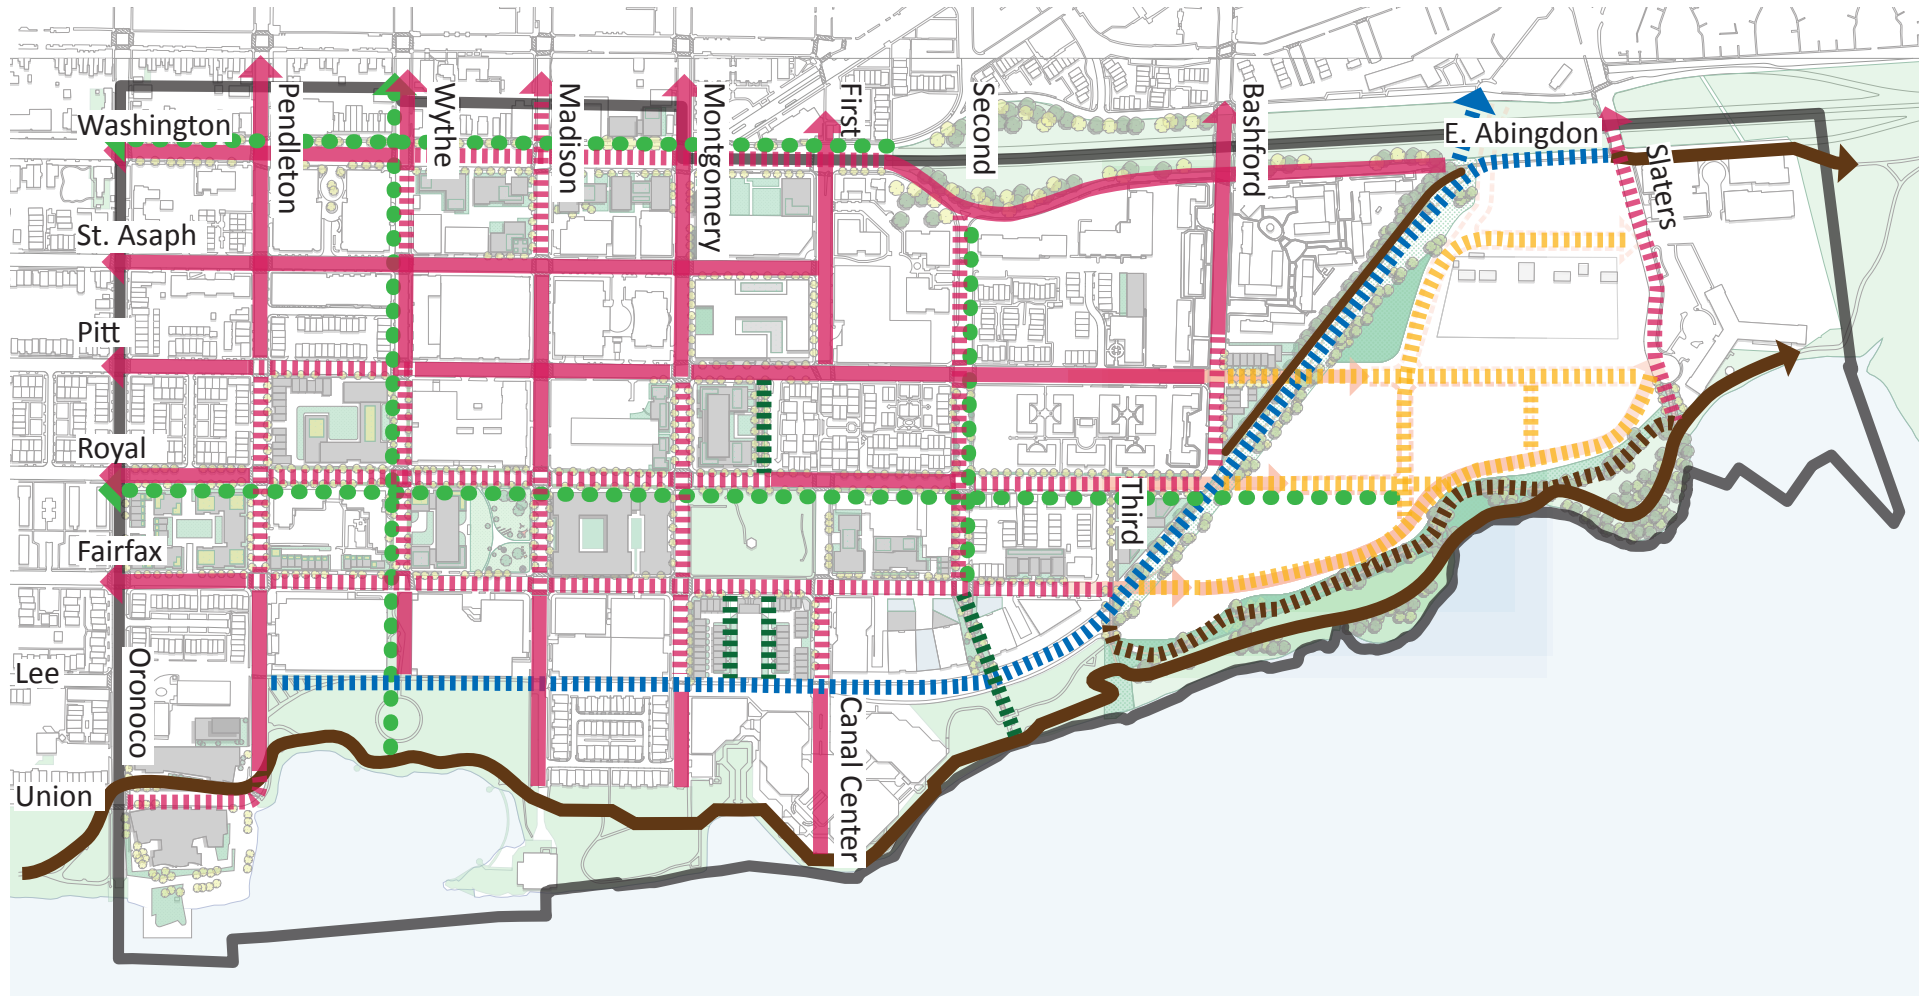 Washington
St. Asaph
Pitt
Royal
Fairfax
Lee
Union
Oronoco
Pendleton
Wythe
Madison
Montgomery
First
Second
Third
Canal Center
Bashford
E. Abingdon
Slaters